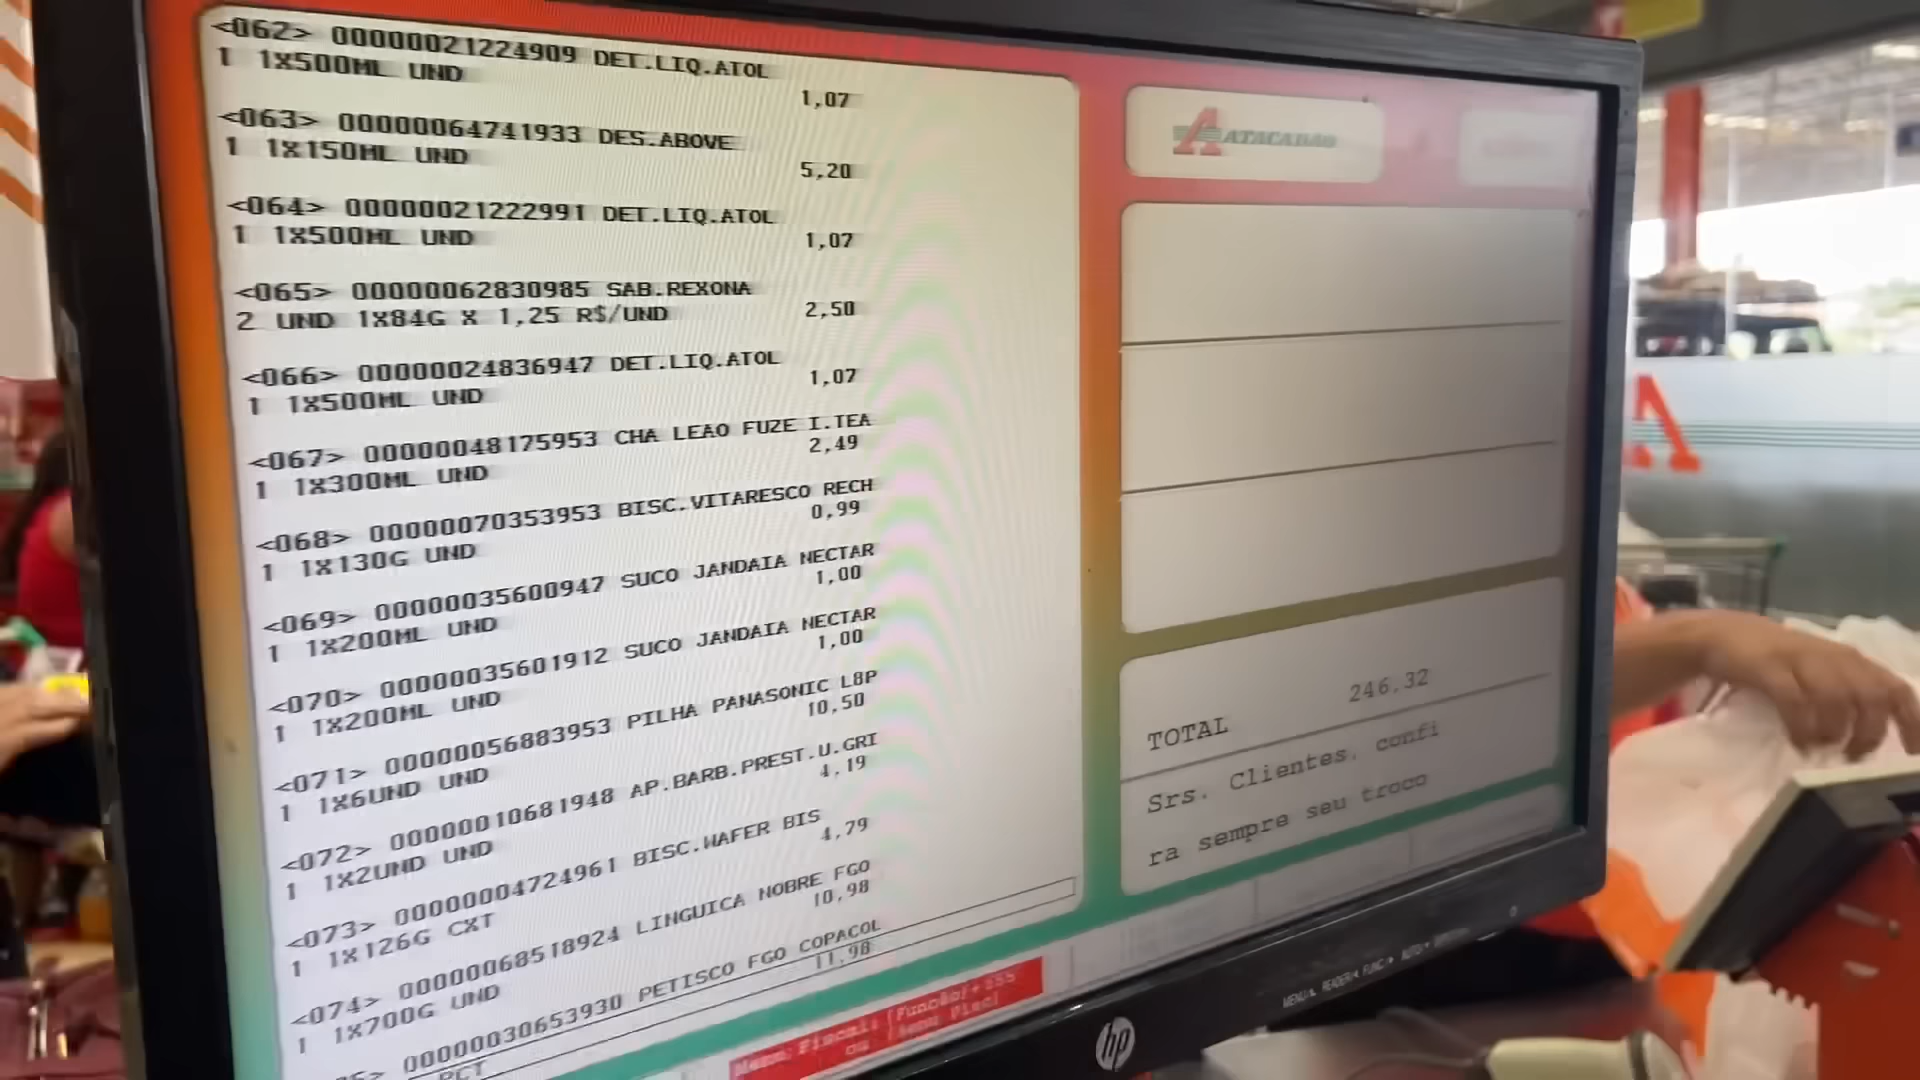 <062> 00000021224909 DET.LIQ.ATOL
1 1X500ML UND
1,07
<063> 00000064741933 DES.ABOVE
1 1X150ML UND
5,20
<064> 00000021222991 DET.LIQ.ATOL
1 1X500ML UND
1,07
<065> 00000062830985 SAB.REXONA
2 UND 1X84G X 1,25 R$/UND 2,50
<066> 00000024836947 DET.LIQ.ATOL
1 1X500ML UND
1,07
<067> 00000048175953 CHA LEAO FUZE I.TEA
1 1X300ML UND 2,49
<068> 00000070353953 BISC.VITARESCO RECH
1 1X130G UND 0,99
<069> 00000035600947 SUCO JANDAIA NECTAR
1 1X200ML UND 1,00
<070> 00000035601912 SUCO JANDAIA NECTAR
1 1X200ML UND 1,00
<071> 00000056883953 PILHA PANASONIC L8P
1 1X6UND UND 10,50
<072> 00000010681948 AP.BARB.PREST.U.GRI
1 1X2UND UND 4,19
<073> 00000004724961 BISC.WAFER BIS
1 1X126G CXT 4,79
<074> 00000068518924 LINGUICA NOBRE FGO
1 1X700G UND 10,98
00000030653930 PETISCO FGO COPACOL
PCT 11,98
ATACADÃO
TOTAL 246,32
Srs. Clientes, confi
ra sempre seu troco
MENU
hp